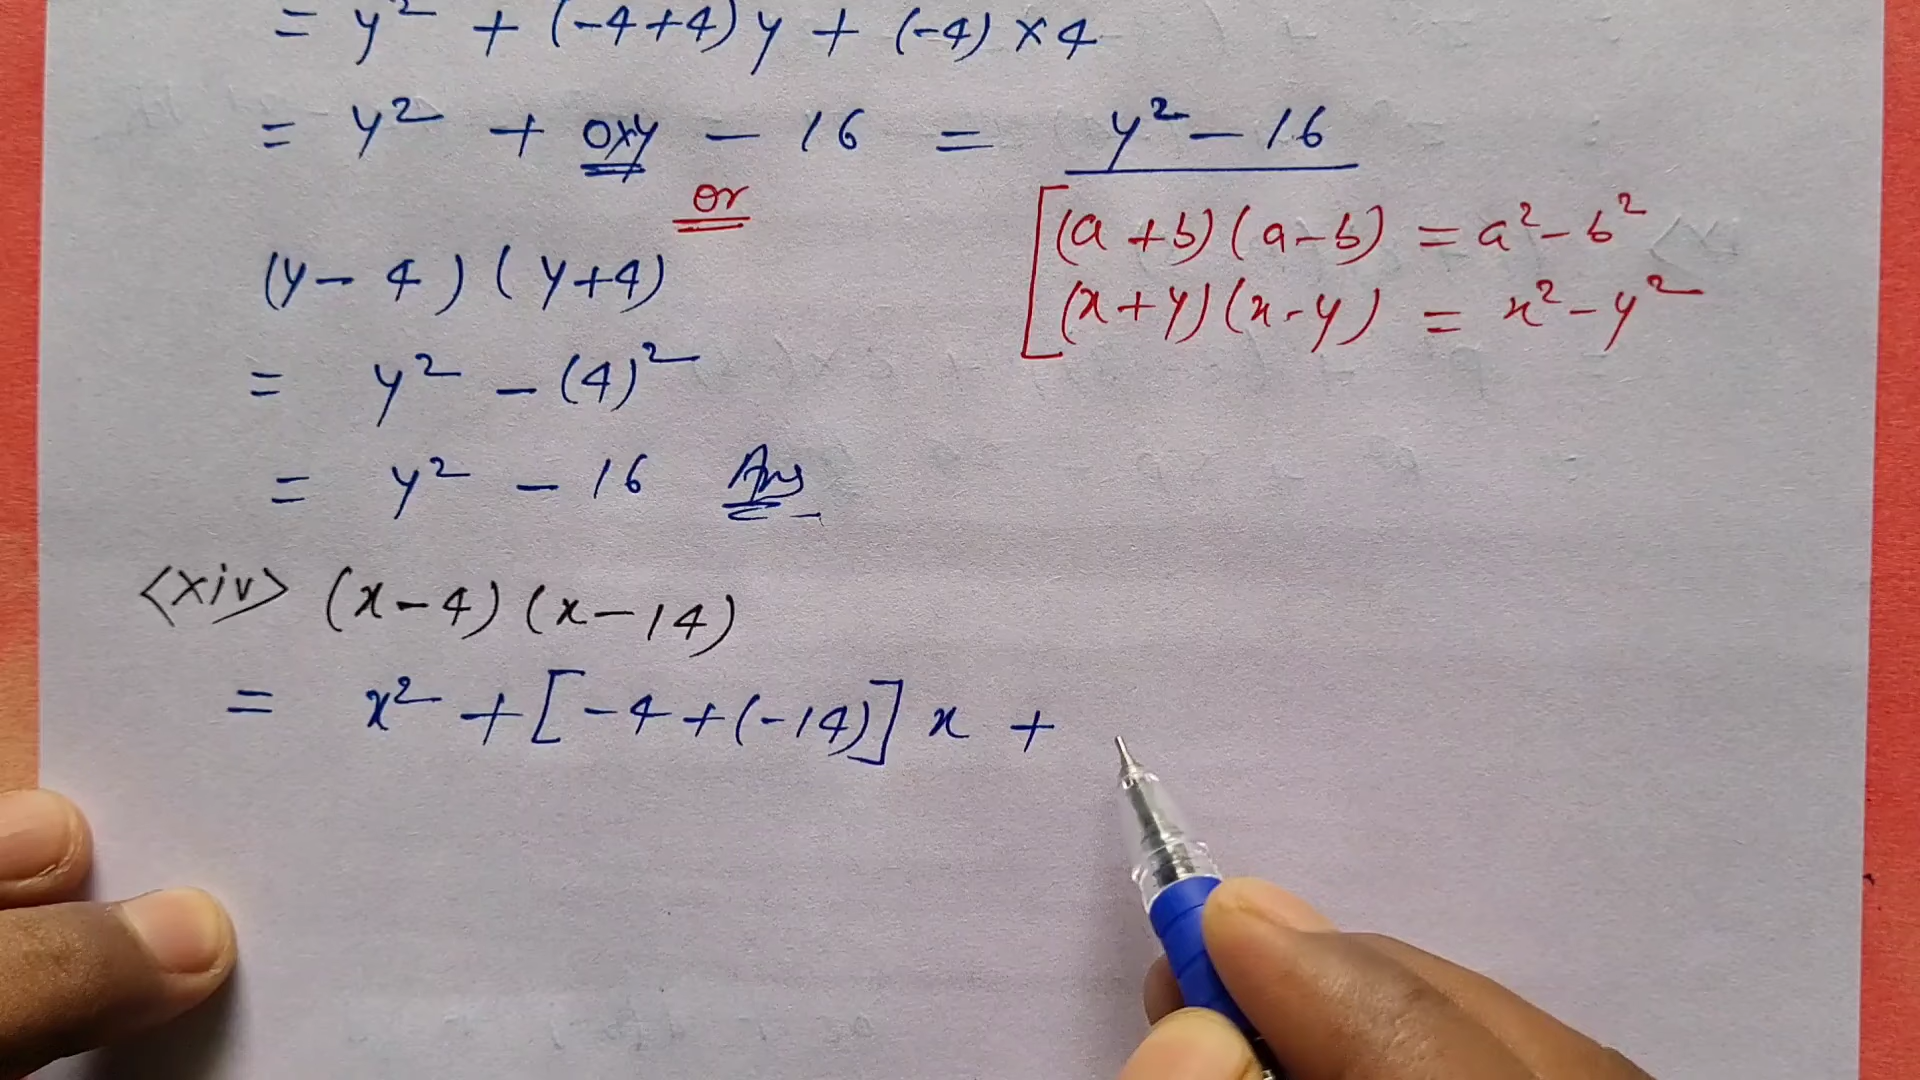 = y² + (-4+4)y + (-4) × 4
= y² + 0xy - 16 = y² - 16
or
(y - 4) (y+4)
[(a + b) (a - b) = a² - b²
(x + y) (x - y) = x² - y²
= y² - (4)²
= y² - 16 Ans
<xiv> (x - 4) (x - 14)
= x² + [-4 + (-14)] x +